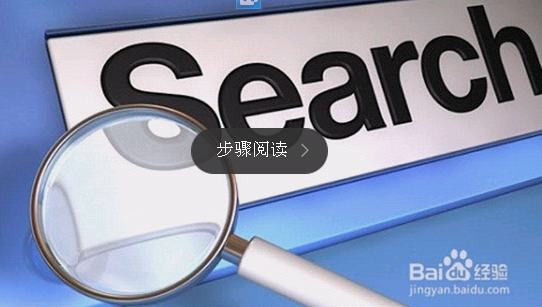 Search
步骤阅读
Baidu经验
jingyan.baidu.com